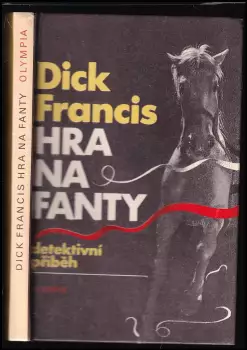 DICK FRANCIS HRA NA FANTY OLYMPIA
Dick
Francis
HRA
NA
FANTY
detektivní
příběh